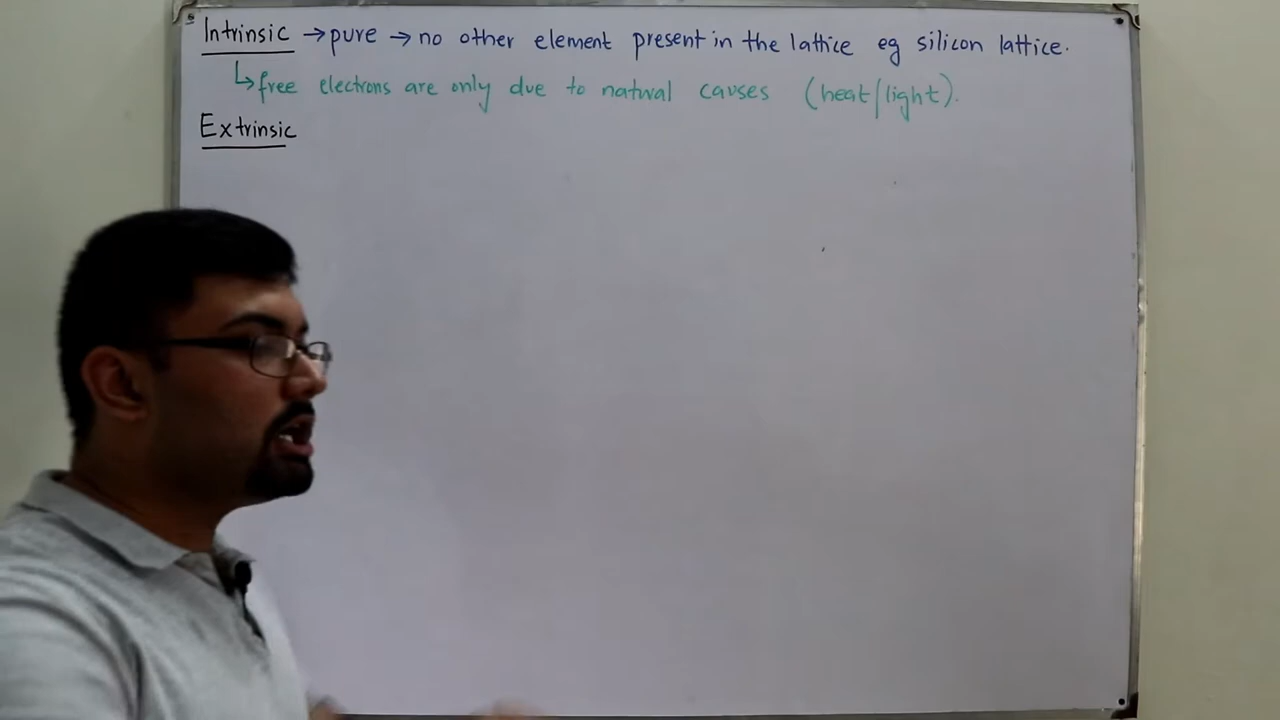 Intrinsic → pure → no other element present in the lattice eg silicon lattice.
↳ free electrons are only due to natural causes (heat/light).
Extrinsic